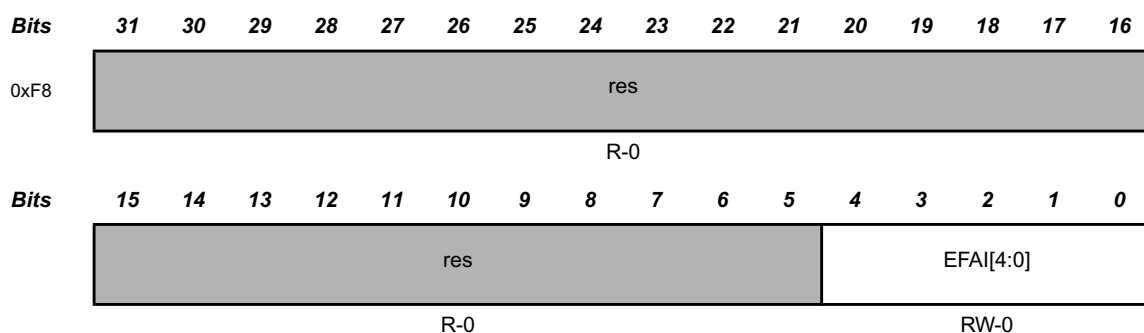 Bits 31 30 29 28 27 26 25 24 23 22 21 20 19 18 17 16
0xF8 res
R-0
Bits 15 14 13 12 11 10 9 8 7 6 5 4 3 2 1 0
res EFAI[4:0]
R-0 RW-0